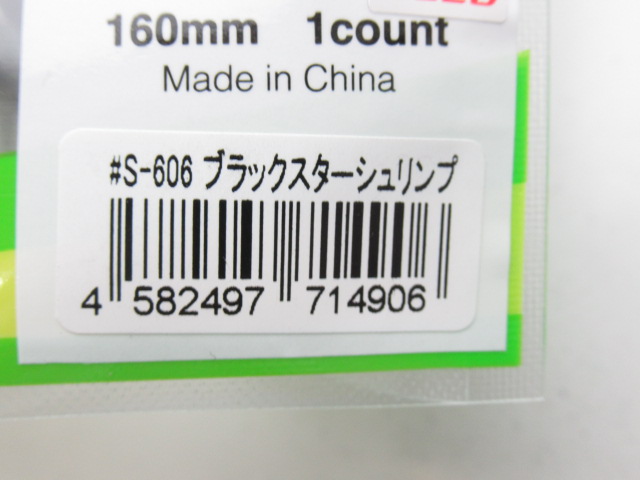 160mm 1count
Made in China
#S-606 ブラックスターシュリンプ
4 582497 714906